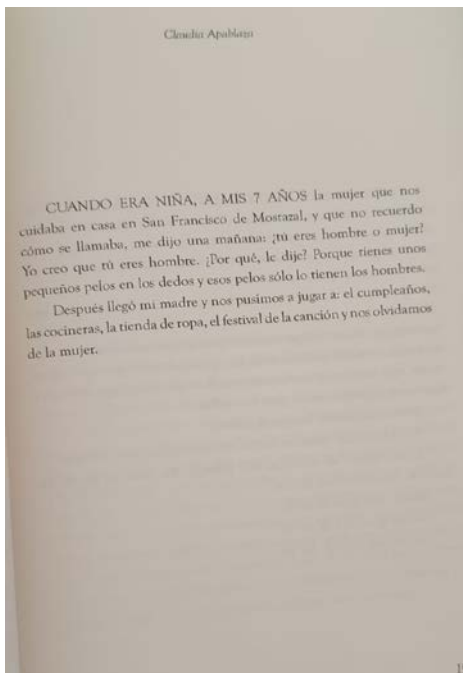 Claudia Apablaza
CUANDO ERA NIÑA, A MIS 7 AÑOS la mujer que nos
cuidaba en casa en San Francisco de Mostazal, y que no recuerdo
cómo se llamaba, me dijo una mañana: ¿tú eres hombre o mujer?
Yo creo que tú eres hombre. ¿Por qué, le dije? Porque tienes unos
pequeños pelos en los dedos y esos pelos sólo lo tienen los hombres.
Después llegó mi madre y nos pusimos a jugar a: el cumpleaños,
las cocineras, la tienda de ropa, el festival de la canción y nos olvidamos
de la mujer.